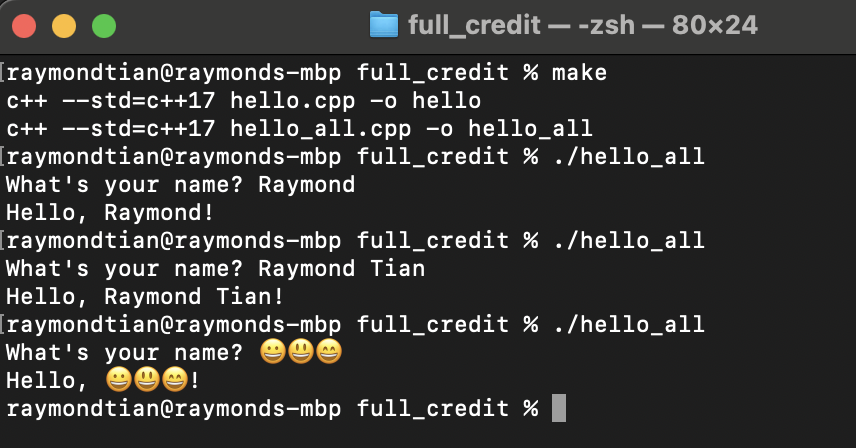 full_credit — -zsh — 80×24
[raymondtian@raymonds-mbp full_credit % make
c++ --std=c++17 hello.cpp -o hello
c++ --std=c++17 hello_all.cpp -o hello_all
[raymondtian@raymonds-mbp full_credit % ./hello_all
What's your name? Raymond
Hello, Raymond!
[raymondtian@raymonds-mbp full_credit % ./hello_all
What's your name? Raymond Tian
Hello, Raymond Tian!
[raymondtian@raymonds-mbp full_credit % ./hello_all
What's your name? 😀😃😄
Hello, 😀😃😄!
raymondtian@raymonds-mbp full_credit %